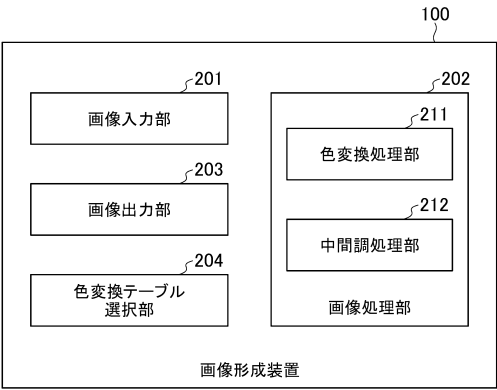 100
201
画像入力部
203
画像出力部
204
色変換テーブル
選択部
202
211
色変換処理部
212
中間調処理部
画像処理部
画像形成装置